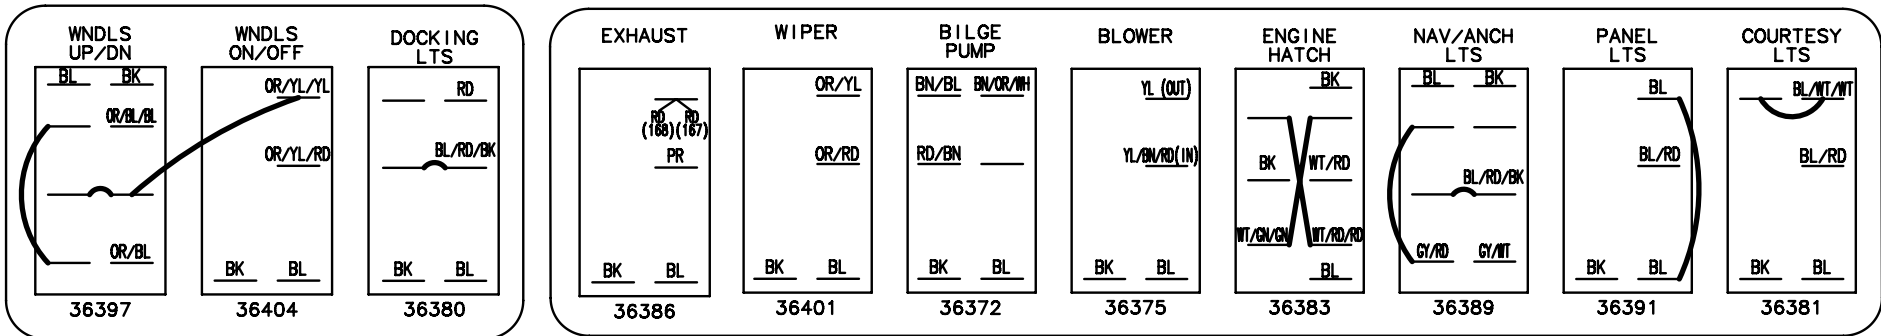 WNDLS
UP/DN
BL BK
OR/BL/BL
OR/BL
36397
WNDLS
ON/OFF
OR/YL/YL
OR/YL/RD
BK BL
36404
DOCKING
LTS
RD
BL/RD/BK
BK BL
36380
EXHAUST
RD RD
(168)(167)
PR
BK BL
36386
WIPER
OR/YL
OR/RD
BK BL
36401
BILGE
PUMP
BN/BL BN/OR/WH
RD/BN
BK BL
36372
BLOWER
YL (OUT)
YL/BN/RD(IN)
BK BL
36375
ENGINE
HATCH
BK
BK WT/RD
WT/GN/GN WT/RD/RD
BL
36383
NAV/ANCH
LTS
BL BK
BL/RD/BK
GY/RD GY/WT
36389
PANEL
LTS
BL
BL/RD
BK BL
36391
COURTESY
LTS
BL/WT/WT
BL/RD
BK BL
36381